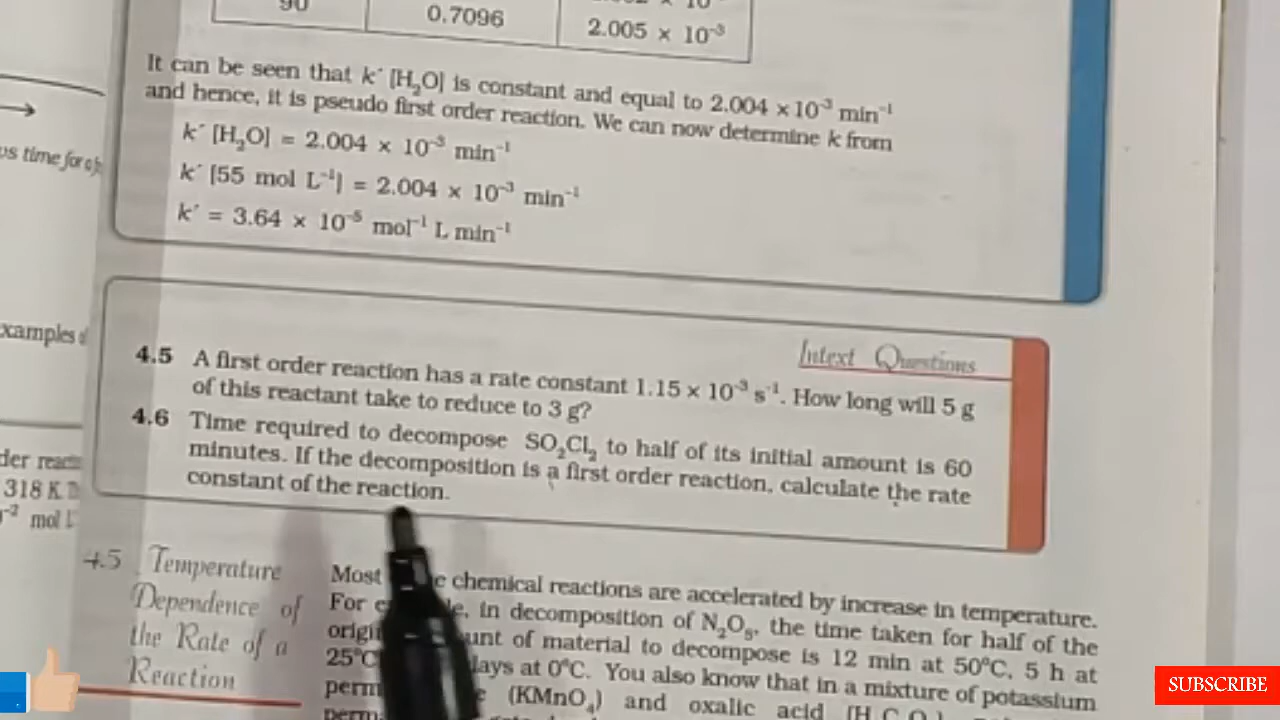 90 0.7096 2.005 × 10⁻³
It can be seen that k′ [H₂O] is constant and equal to 2.004 × 10⁻³ min⁻¹
and hence, it is pseudo first order reaction. We can now determine k from
k′ [H₂O] = 2.004 × 10⁻³ min⁻¹
k′ [55 mol L⁻¹] = 2.004 × 10⁻³ min⁻¹
k′ = 3.64 × 10⁻⁵ mol⁻¹ L min⁻¹
Intext Questions
4.5 A first order reaction has a rate constant 1.15 × 10⁻³ s⁻¹. How long will 5 g
of this reactant take to reduce to 3 g?
4.6 Time required to decompose SO₂Cl₂ to half of its initial amount is 60
minutes. If the decomposition is a first order reaction, calculate the rate
constant of the reaction.
4.5 Temperature
Dependence of
the Rate of a
Reaction
Most chemical reactions are accelerated by increase in temperature.
For in decomposition of N₂O₅, the time taken for half of the
of material to decompose is 12 min at 50°C, 5 h at
25°C at 0°C. You also know that in a mixture of potassium
(KMnO₄) and oxalic acid
time for
318 K
mol
SUBSCRIBE